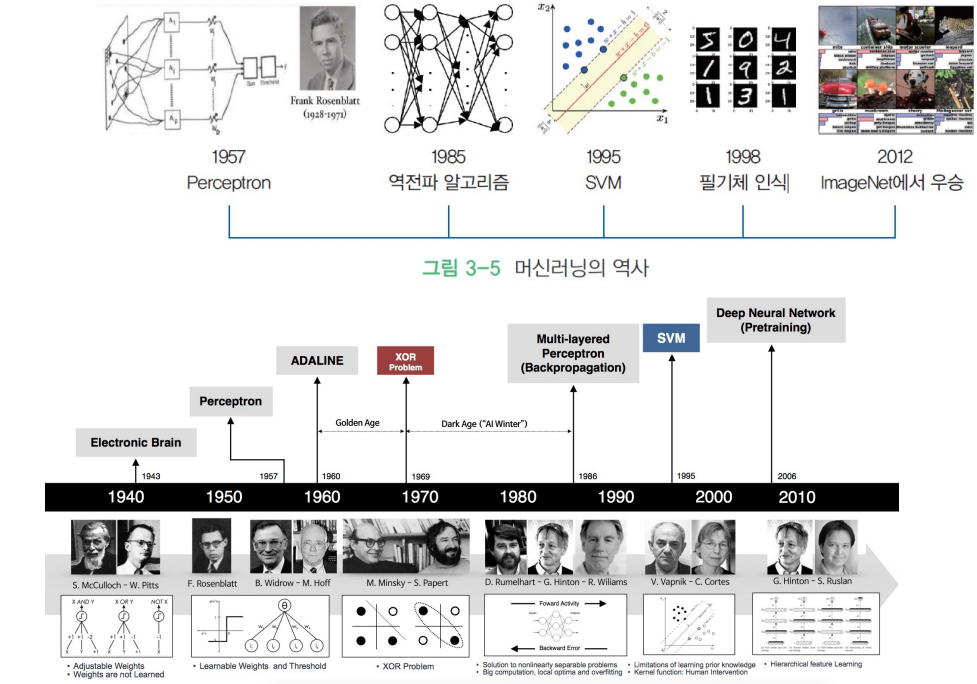 Frank Rosenblatt
(1928-1971)
1957
Perceptron
1985
역전파 알고리즘
1995
SVM
1998
필기체 인식
2012
ImageNet에서 우승
그림 3-5 머신러닝의 역사
Electronic Brain
1943
Perceptron
1957
ADALINE
1960
Golden Age
XOR
Problem
1969
Dark Age ("AI Winter")
Multi-layered
Perceptron
(Backpropagation)
1986
SVM
1995
Deep Neural Network
(Pretraining)
2006
1940 1950 1960 1970 1980 1990 2000 2010
S. McCulloch - W. Pitts
F. Rosenblatt
B. Widrow - M. Hoff
M. Minsky - S. Papert
D. Rumelhart - G. Hinton - R. Wiliams
V. Vapnik - C. Cortes
G. Hinton - S. Ruslan
X AND Y X OR Y NOT X
Foward Activity
Backward Error
• Adjustable Weights
• Weights are not Learned
• Learnable Weights and Threshold
• XOR Problem
• Solution to nonlinearly separable problems
• Big computation, local optima and overfitting
• Limitations of learning prior knowledge
• Kernel function: Human Intervention
• Hierarchical feature Learning